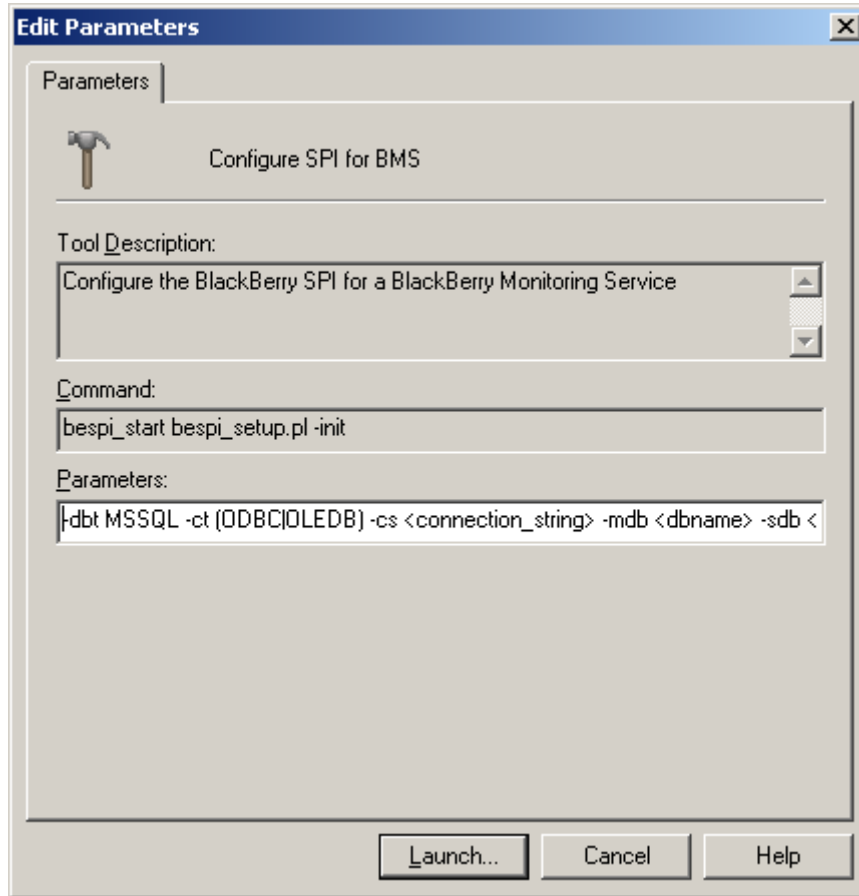 Edit Parameters
Parameters
Configure SPI for BMS
Tool Description:
Configure the BlackBerry SPI for a BlackBerry Monitoring Service
Command:
bespi_start bespi_setup.pl -init
Parameters:
-dbt MSSQL -ct (ODBC|OLEDB) -cs <connection_string> -mdb <dbname> -sdb <
Launch...
Cancel
Help